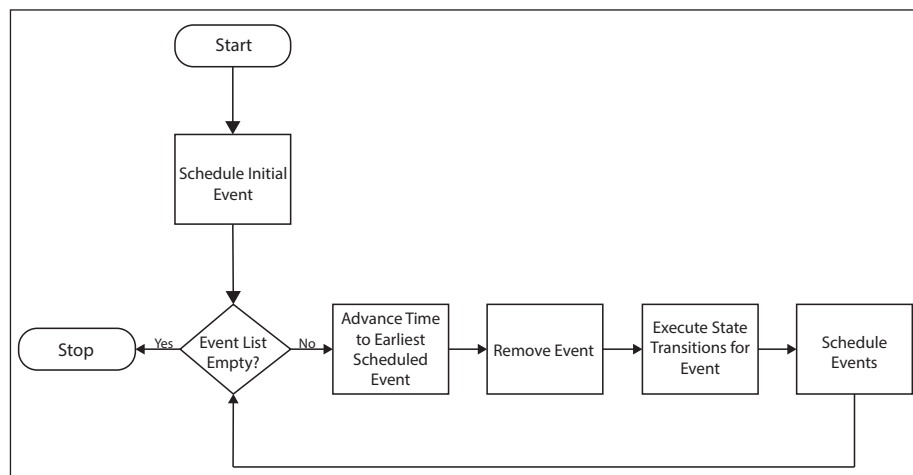 Start
Schedule Initial
Event
Stop
Yes
Event List
Empty?
No
Advance Time
to Earliest
Scheduled
Event
Remove Event
Execute State
Transitions for
Event
Schedule
Events